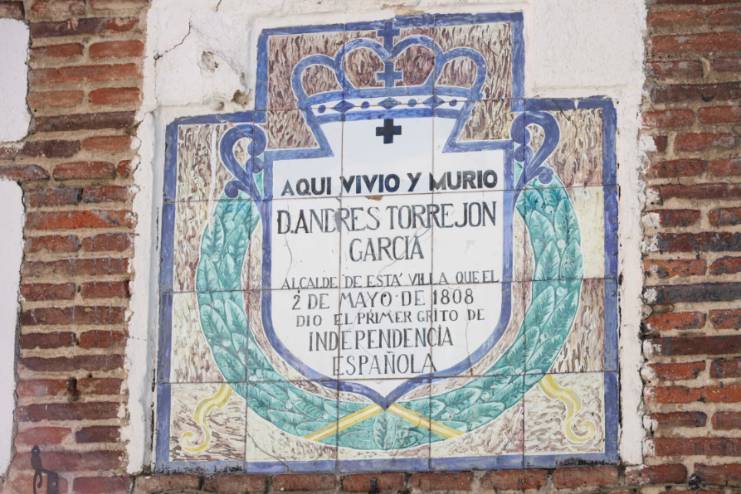 AQUI VIVIO Y MURIO
D. ANDRES TORREJON
GARCIA
ALCALDE DE ESTA VILLA QUE EL
2 DE MAYO DE 1808
DIO EL PRIMER GRITO DE
INDEPENDENCIA
ESPAÑOLA